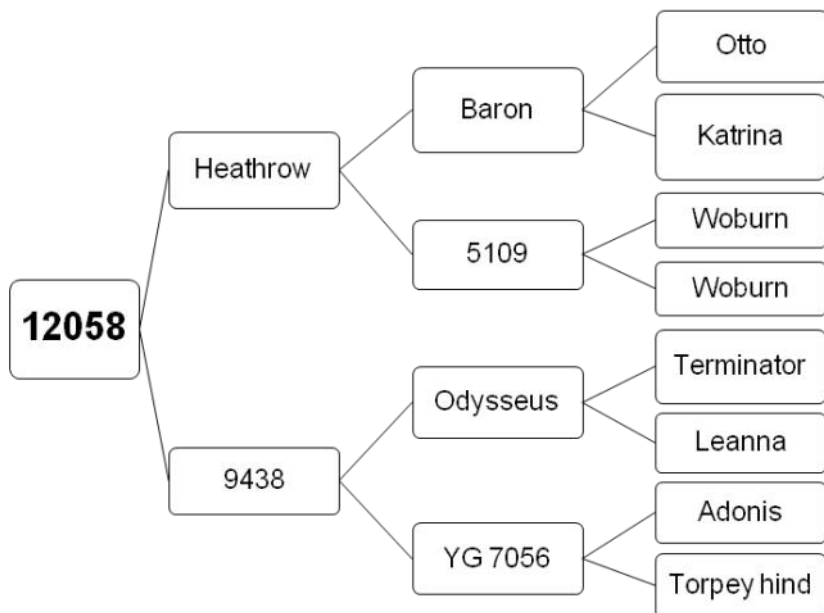 Otto
Baron
Katrina
Heathrow
Woburn
5109
Woburn
12058
Terminator
Odysseus
Leanna
9438
Adonis
YG 7056
Torpey hind